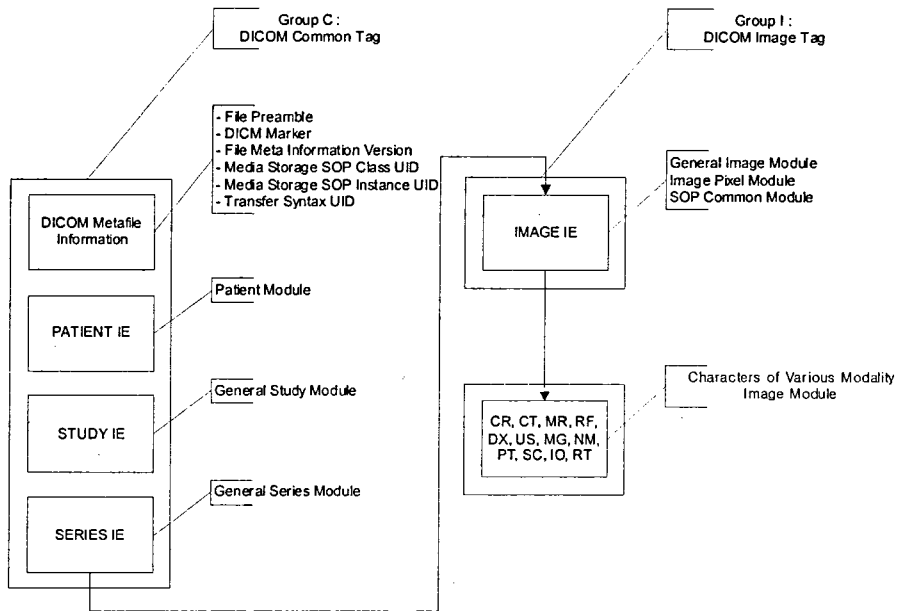 Group C :
DICOM Common Tag
- File Preamble
- DICM Marker
- File Meta Information Version
- Media Storage SOP Class UID
- Media Storage SOP Instance UID
- Transfer Syntax UID
DICOM Metafile
Information
Patient Module
PATIENT IE
General Study Module
STUDY IE
General Series Module
SERIES IE
Group I :
DICOM Image Tag
General Image Module
Image Pixel Module
SOP Common Module
IMAGE IE
Characters of Various Modality
Image Module
CR, CT, MR, RF,
DX, US, MG, NM,
PT, SC, IO, RT